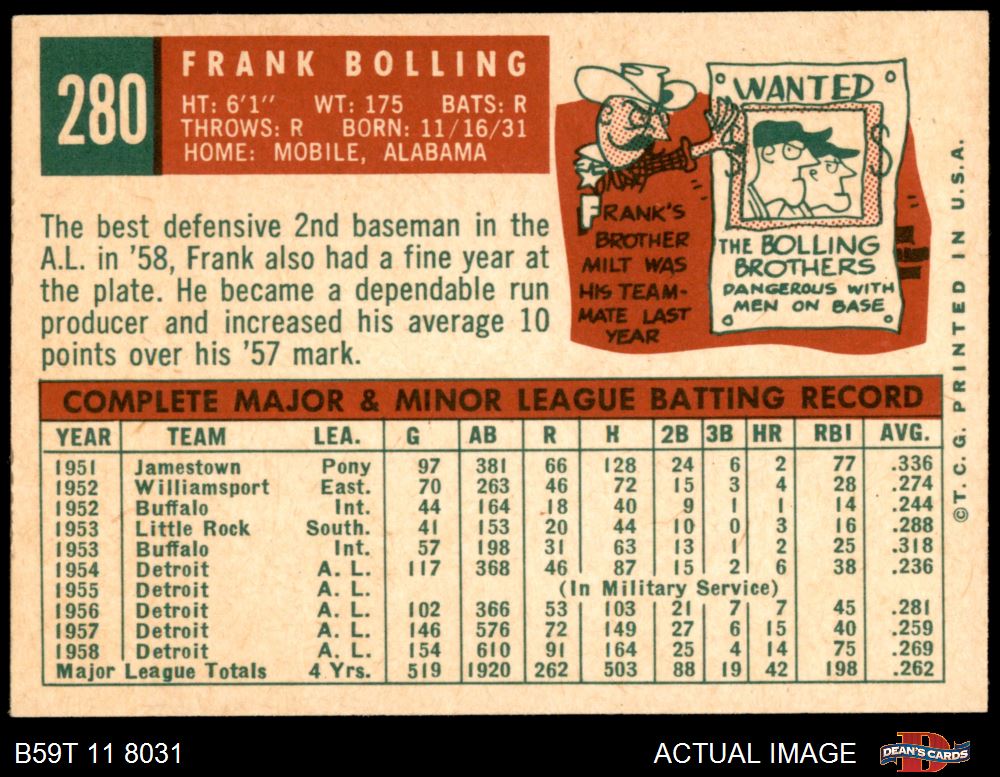 280
FRANK BOLLING
HT: 6'1" WT: 175 BATS: R
THROWS: R BORN: 11/16/31
HOME: MOBILE, ALABAMA
The best defensive 2nd baseman in the
A.L. in '58, Frank also had a fine year at
the plate. He became a dependable run
producer and increased his average 10
points over his '57 mark.
WANTED
THE BOLLING
BROTHERS
DANGEROUS WITH
MEN ON BASE
FRANK'S
BROTHER
MILT WAS
HIS TEAM-
MATE LAST
YEAR
COMPLETE MAJOR & MINOR LEAGUE BATTING RECORD
YEAR TEAM LEA. G AB R H 2B 3B HR RBI AVG.
1951 Jamestown Pony 97 381 66 128 24 6 2 77 .336
1952 Williamsport East. 70 263 46 72 15 3 4 28 .274
1952 Buffalo Int. 44 164 18 40 9 1 1 14 .244
1953 Little Rock South. 41 153 20 44 10 0 3 16 .288
1953 Buffalo Int. 57 198 31 63 13 1 2 25 .318
1954 Detroit A. L. 117 368 46 87 15 2 6 38 .236
1955 Detroit A. L. (In Military Service)
1956 Detroit A. L. 102 366 53 103 21 7 7 45 .281
1957 Detroit A. L. 146 576 72 149 27 6 15 40 .259
1958 Detroit A. L. 154 610 91 164 25 4 14 75 .269
Major League Totals 4 Yrs. 519 1920 262 503 88 19 42 198 .262
©T. C. G. PRINTED IN U.S.A.
B59T 11 8031
ACTUAL IMAGE
DEAN'S CARDS